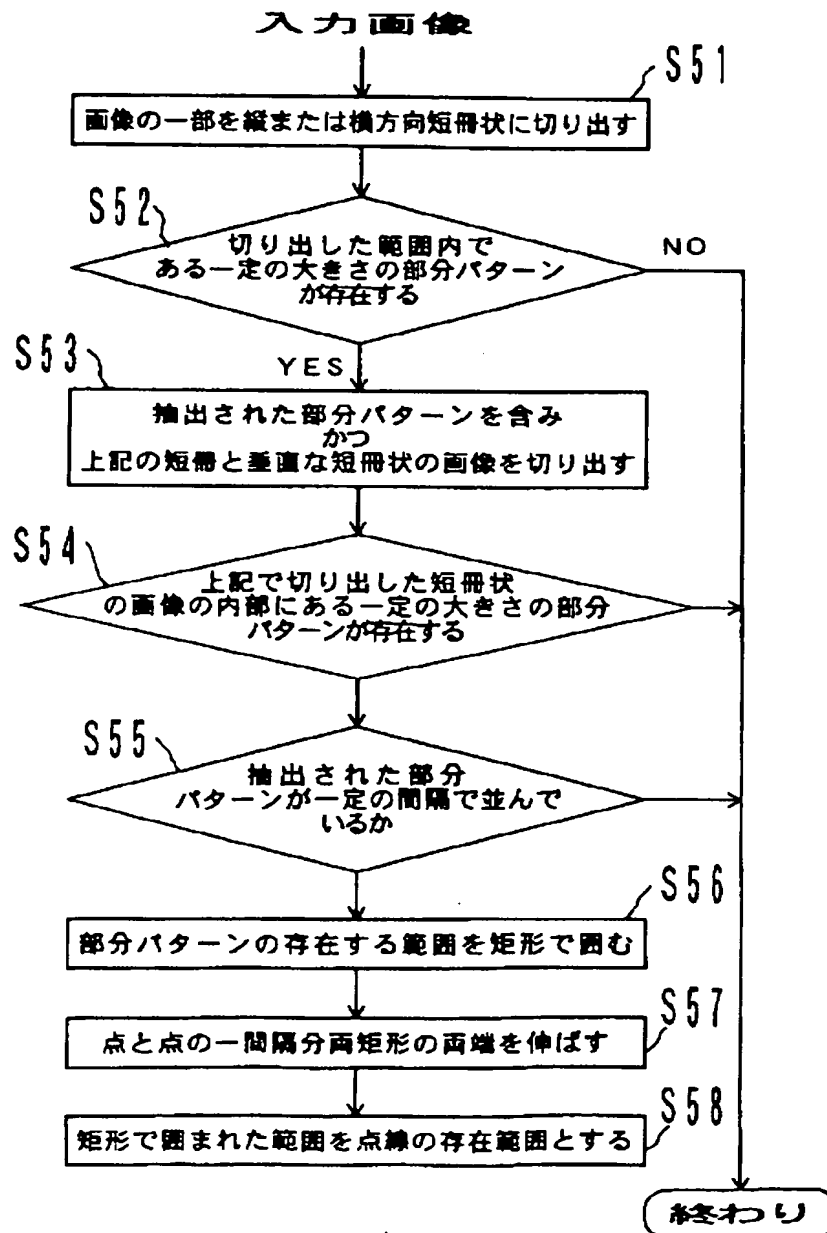 入力画像
S51
画像の一部を縦または横方向短冊状に切り出す
S52
切り出した範囲内で
ある一定の大きさの部分パターン
が存在する
NO
YES
S53
抽出された部分パターンを含み
かつ
上記の短冊と垂直な短冊状の画像を切り出す
S54
上記で切り出した短冊状
の画像の内部にある一定の大きさの部分
パターンが存在する
S55
抽出された部分
パターンが一定の間隔で並んで
いるか
S56
部分パターンの存在する範囲を矩形で囲む
S57
点と点の一間隔分両矩形の両端を伸ばす
S58
矩形で囲まれた範囲を点線の存在範囲とする
終わり